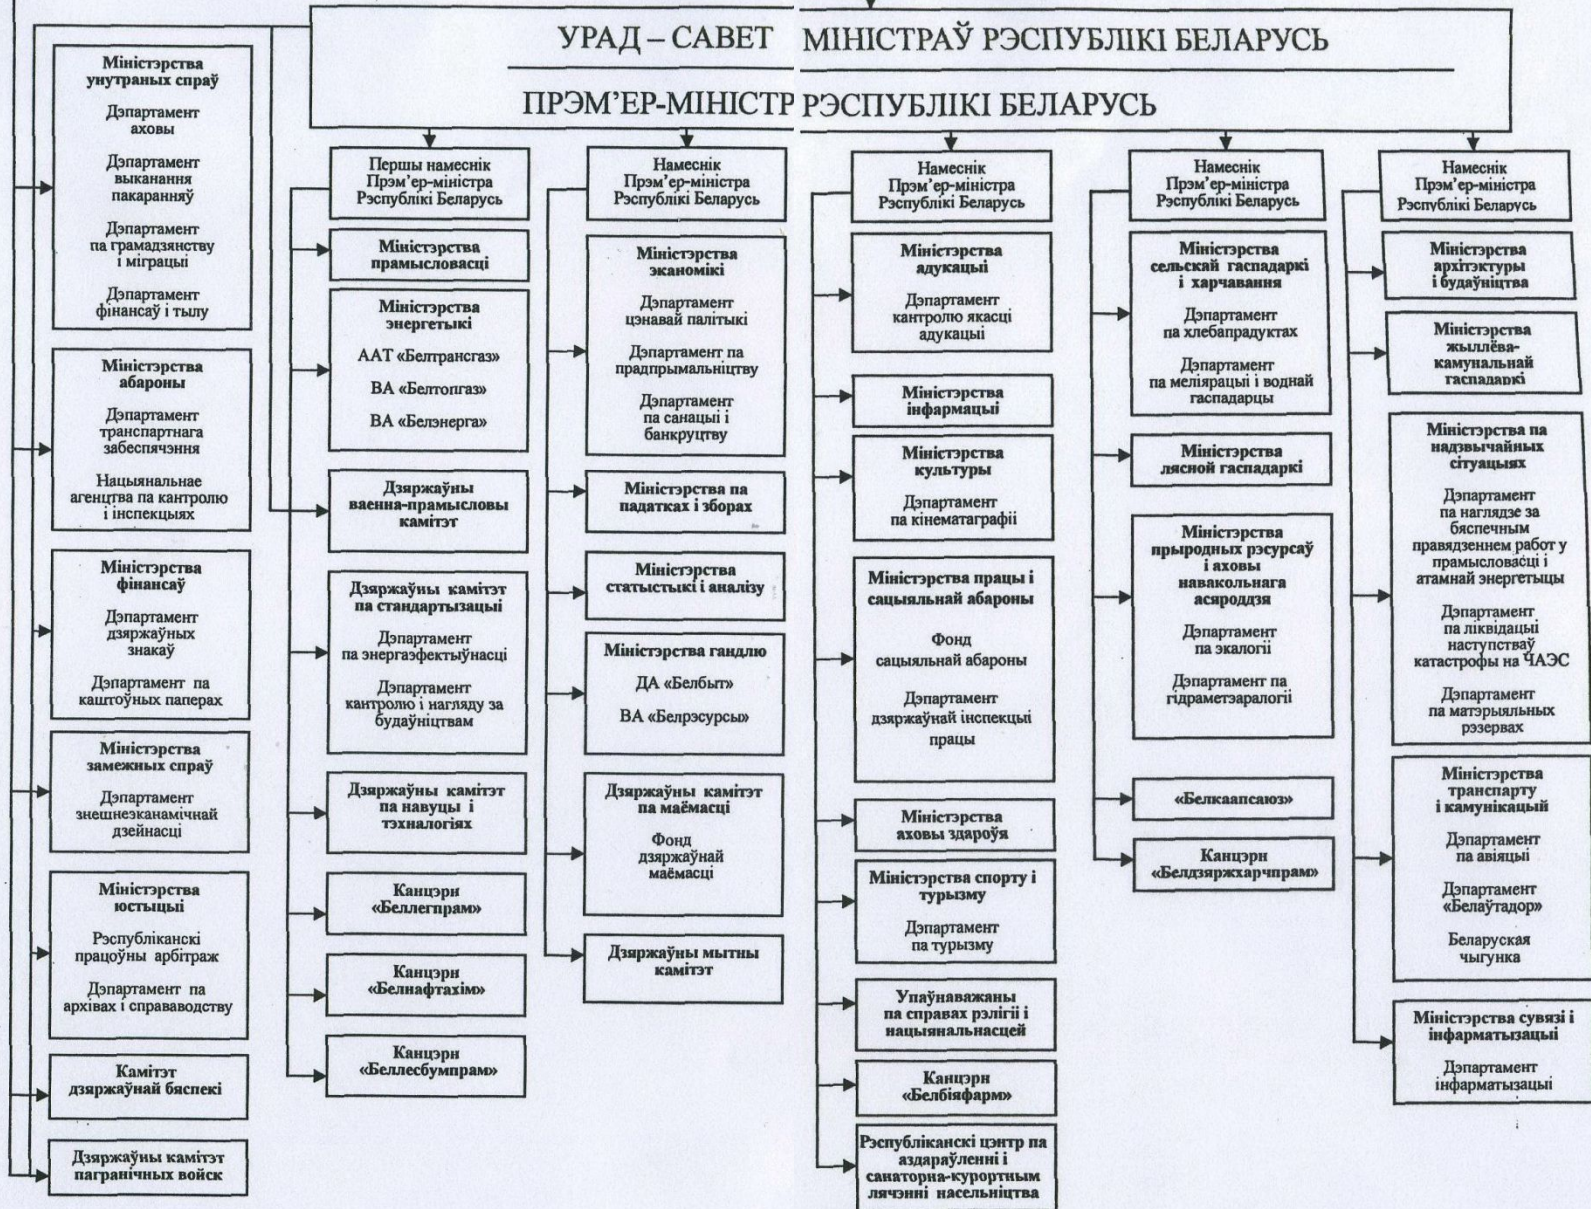 УРАД – САВЕТ МІНІСТРАЎ РЭСПУБЛІКІ БЕЛАРУСЬ
ПРЭМ’ЕР-МІНІСТР РЭСПУБЛІКІ БЕЛАРУСЬ
Міністэрства
унутраных спраў
Дэпартамент
аховы
Дэпартамент
выканання
пакаранняў
Дэпартамент
па грамадзянству
і міграцыі
Дэпартамент
фінансаў і тылу
Міністэрства
абароны
Дэпартамент
транспартнага
забеспячэння
Нацыянальнае
агенцтва па кантролю
і інспекцыях
Міністэрства
фінансаў
Дэпартамент
дзяржаўных
знакаў
Дэпартамент па
каштоўных паперах
Міністэрства
замежных спраў
Дэпартамент
знешнеэканамічнай
дзейнасці
Міністэрства
юстыцыі
Рэспубліканскі
працоўны арбітраж
Дэпартамент па
архівах і справаводству
Камітэт
дзяржаўнай бяспекі
Дзяржаўны камітэт
пагранічных войск
Першы намеснік
Прэм’ер-міністра
Рэспублікі Беларусь
Міністэрства
прамысловасці
Міністэрства
энергетыкі
ААТ «Белтрансгаз»
ВА «Белтопгаз»
ВА «Белэнерга»
Дзяржаўны
ваенна-прамысловы
камітэт
Дзяржаўны камітэт
па стандартызацыі
Дэпартамент
па энергаэфектыўнасці
Дэпартамент
кантролю і нагляду за
будаўніцтвам
Дзяржаўны камітэт
па навуцы і
тэхналогіях
Канцэрн
«Беллегпрам»
Канцэрн
«Белнафтахім»
Канцэрн
«Беллесбумпрам»
Намеснік
Прэм’ер-міністра
Рэспублікі Беларусь
Міністэрства
эканомікі
Дэпартамент
цэнавай палітыкі
Дэпартамент па
прадпрымальніцтву
Дэпартамент
па санацыі і
банкруцтву
Міністэрства па
падатках і зборах
Міністэрства
статыстыкі і аналізу
Міністэрства гандлю
ДА «Белбыт»
ВА «Белрэсурсы»
Дзяржаўны камітэт
па маёмасці
Фонд
дзяржаўнай
маёмасці
Дзяржаўны мытны
камітэт
Намеснік
Прэм’ер-міністра
Рэспублікі Беларусь
Міністэрства
адукацыі
Дэпартамент
кантролю якасці
адукацыі
Міністэрства
інфармацыі
Міністэрства
культуры
Дэпартамент
па кінематаграфіі
Міністэрства працы і
сацыяльнай абароны
Фонд
сацыяльнай абароны
Дэпартамент
дзяржаўнай інспекцыі
працы
Міністэрства
аховы здароўя
Міністэрства спорту і
турызму
Дэпартамент
па турызму
Упаўнаважаны
па справах рэлігіі і
нацыянальнасцей
Канцэрн
«Белбіяфарм»
Рэспубліканскі цэнтр па
аздараўленні і
санаторна-курортным
лячэнні насельніцтва
Намеснік
Прэм’ер-міністра
Рэспублікі Беларусь
Міністэрства
сельскай гаспадаркі
і харчавання
Дэпартамент
па хлебапрадуктах
Дэпартамент
па меліярацыі і воднай
гаспадарцы
Міністэрства
лясной гаспадаркі
Міністэрства
прыродных рэсурсаў
і аховы
навакольнага
асяроддзя
Дэпартамент
па экалогіі
Дэпартамент па
гідраметэаралогіі
«Белкаапсаюз»
Канцэрн
«Белдзяржхарчпрам»
Намеснік
Прэм’ер-міністра
Рэспублікі Беларусь
Міністэрства
архітэктуры
і будаўніцтва
Міністэрства
жыллёва-
камунальнай
гаспадаркі
Міністэрства па
надзвычайных
сітуацыях
Дэпартамент
па наглядзе за
бяспечным
правядзеннем работ у
прамысловасці і
атамнай энергетыцы
Дэпартамент
па ліквідацыі
наступстваў
катастрофы на ЧАЭС
Дэпартамент
па матэрыяльных
рэзервах
Міністэрства
транспарту
і камунікацый
Дэпартамент
па авіяцыі
Дэпартамент
«Белаўтадор»
Беларуская
чыгунка
Міністэрства сувязі і
інфарматызацыі
Дэпартамент
інфарматызацыі